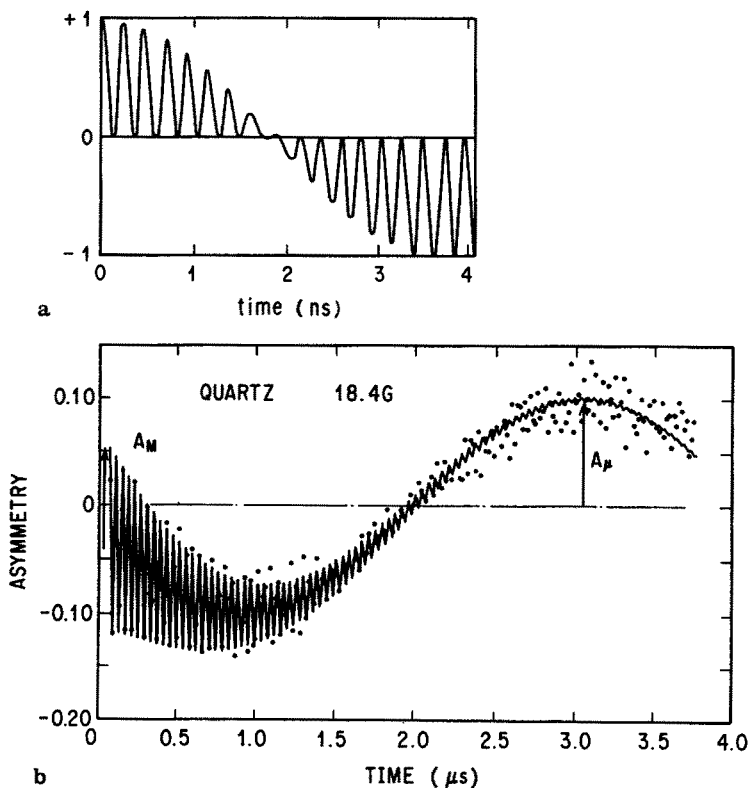 +1
0
-1
0 1 2 3 4
time (ns)
a
QUARTZ 18.4G
AM
Aμ
0.10
0
-0.10
-0.20
ASYMMETRY
0 0.5 1.0 1.5 2.0 2.5 3.0 3.5 4.0
TIME (μs)
b